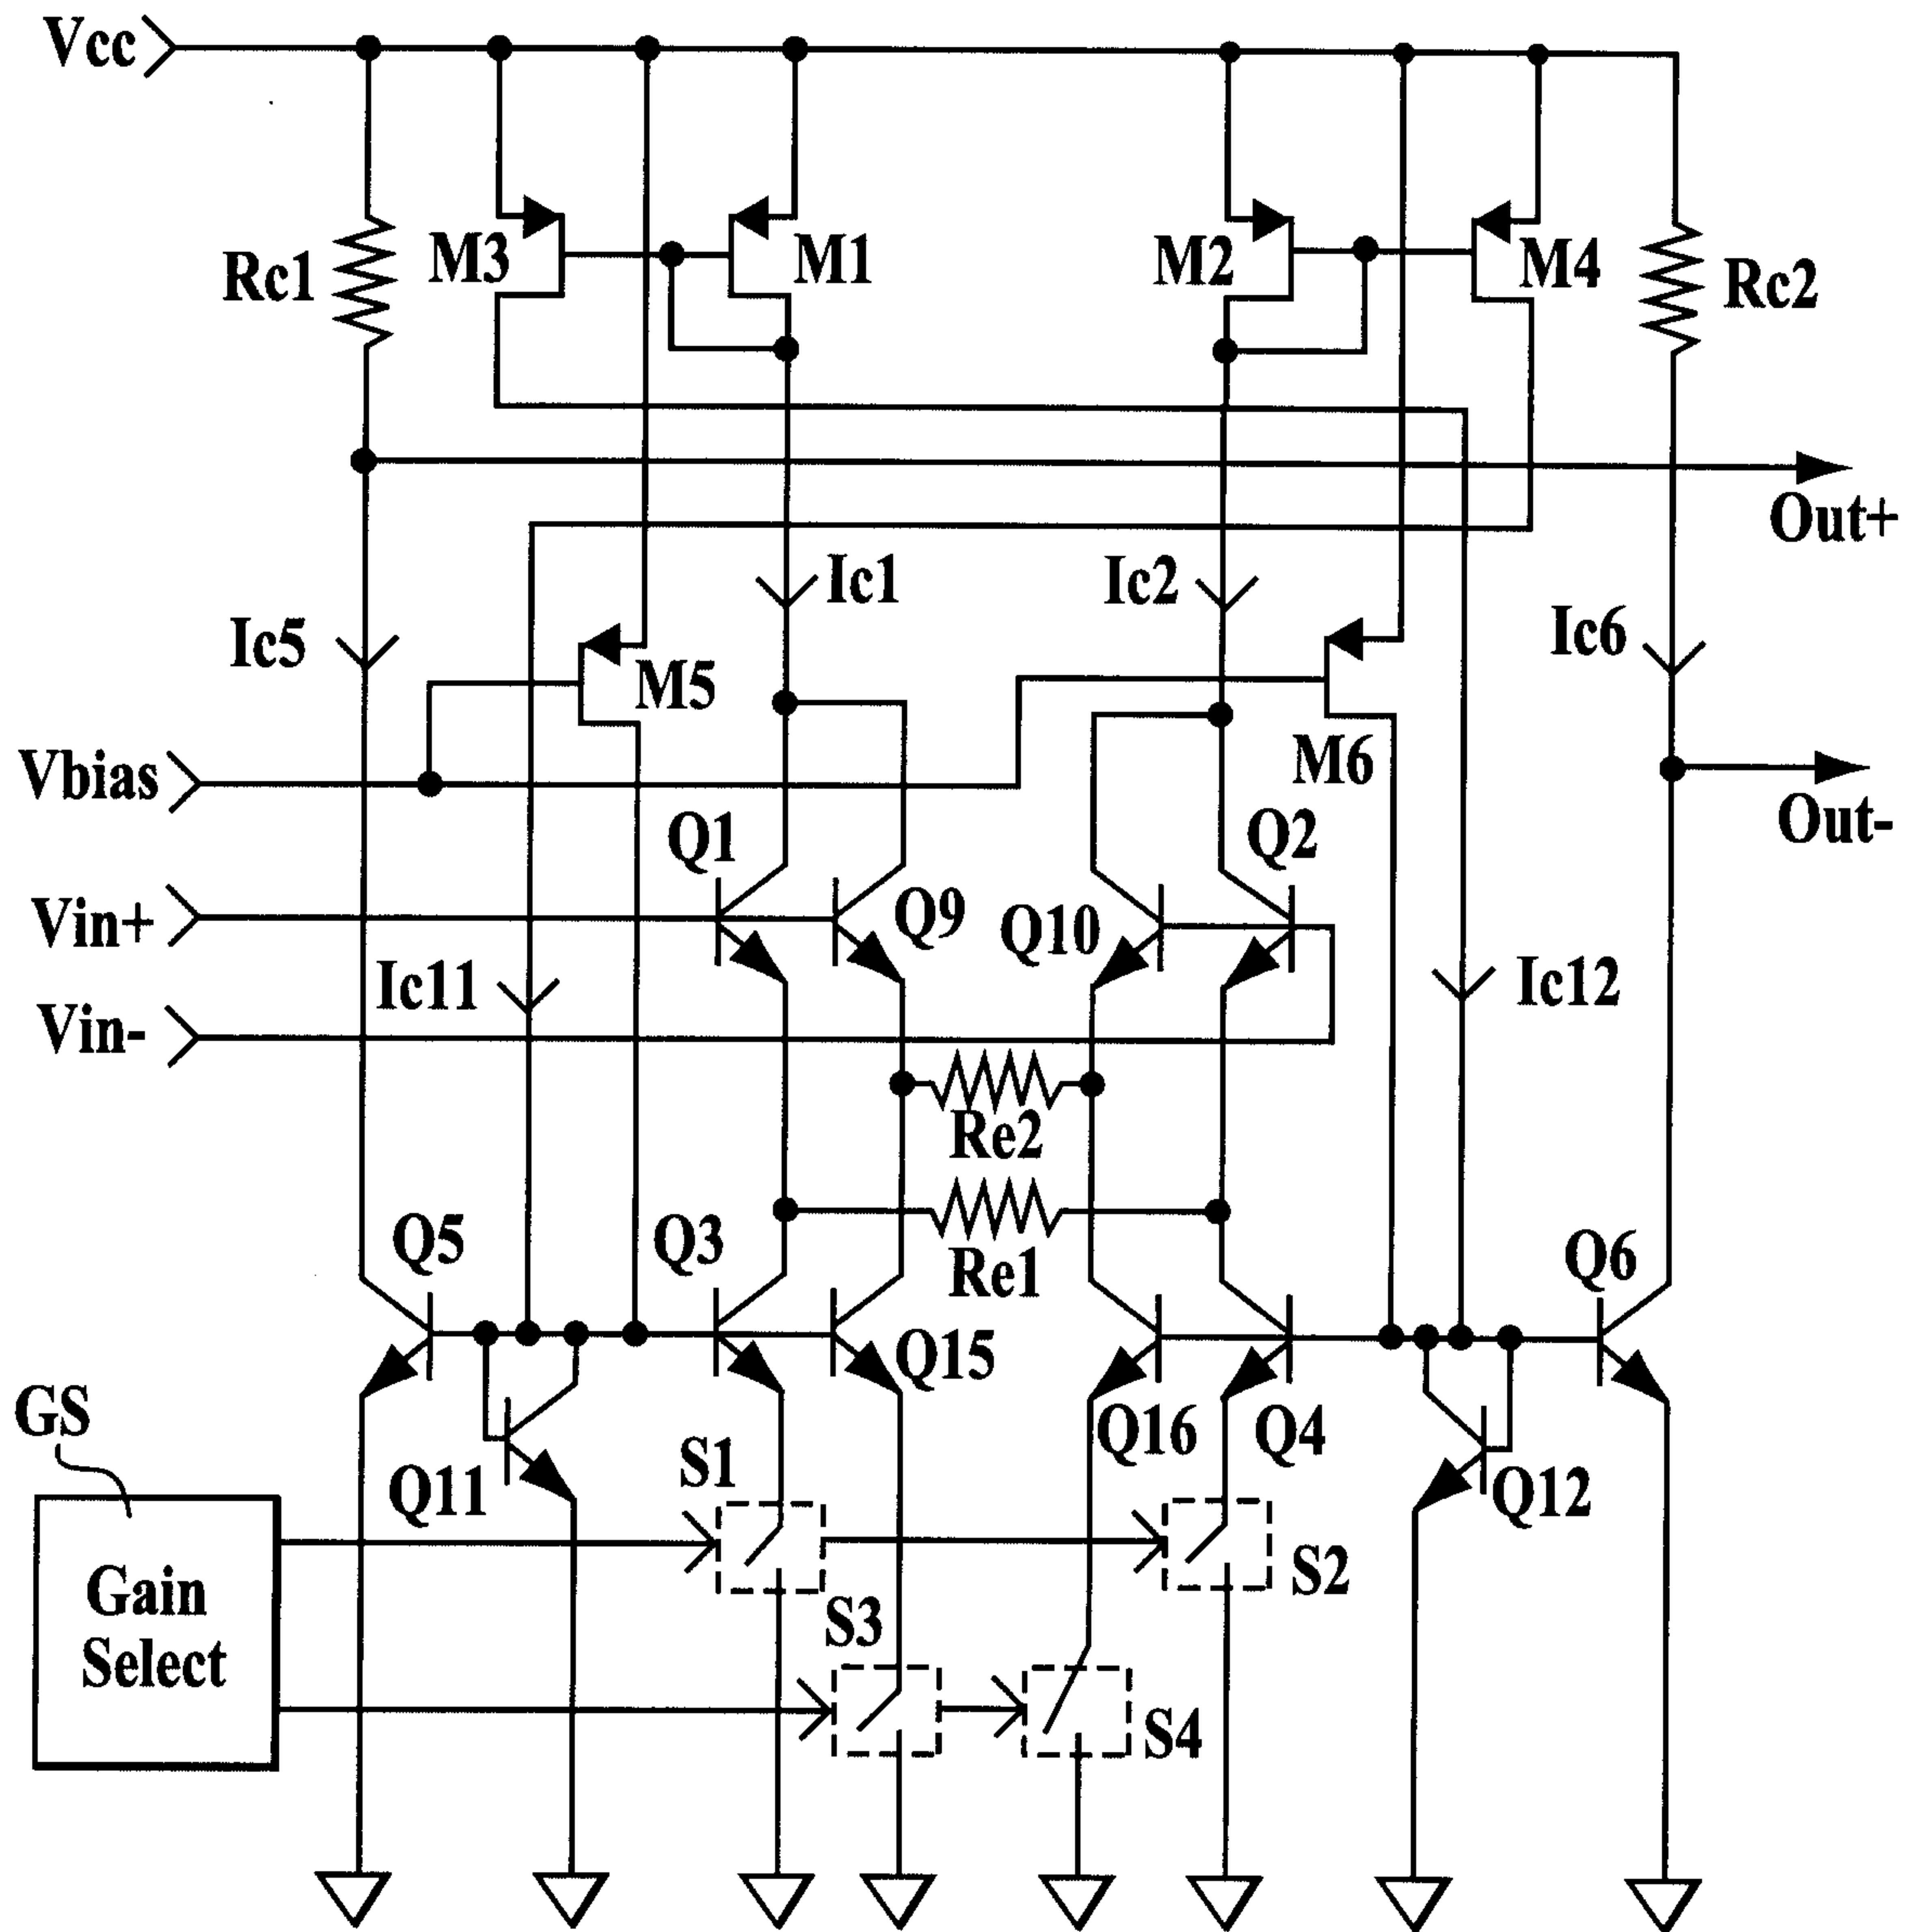 Vcc
Rc1
M3
M1
M2
M4
Rc2
Out+
Ic1
Ic2
Ic5
Ic6
M5
Vbias
M6
Out-
Q1
Q2
Vin+
Q9
Q10
Ic11
Ic12
Vin-
Re2
Q5
Q3
Re1
Q6
Q15
GS
Q16
Q4
S1
Q11
Q12
S2
Gain
Select
S3
S4